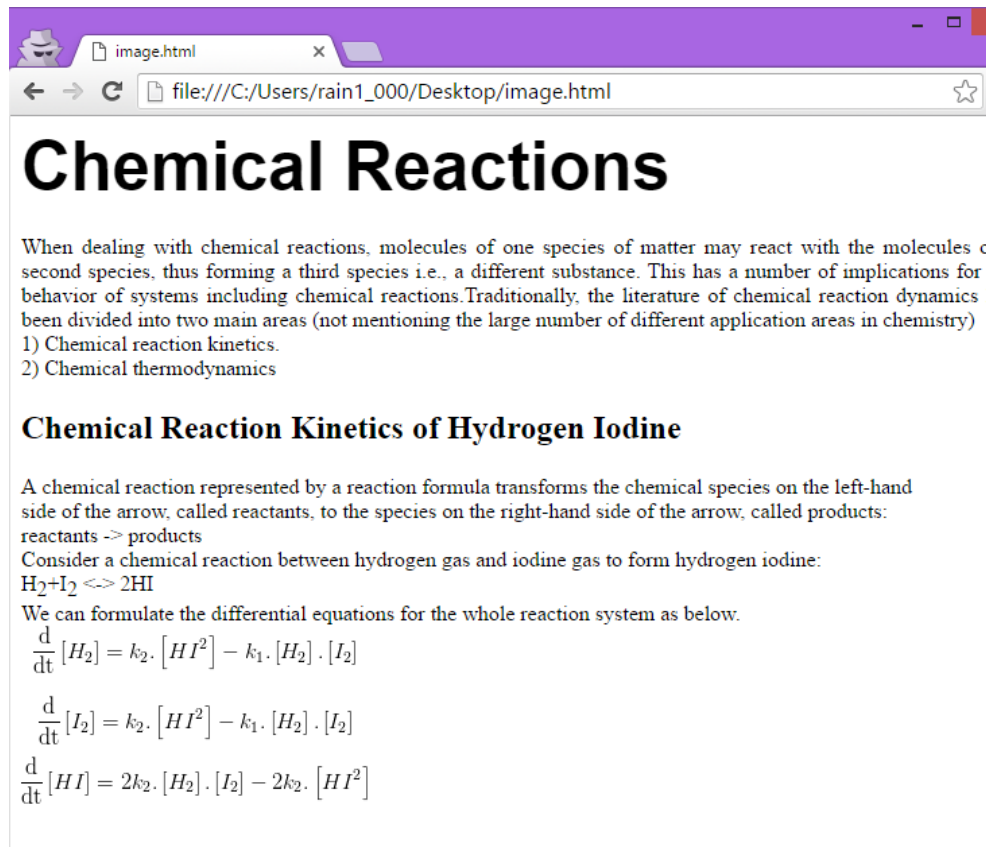 image.html
file:///C:/Users/rain1_000/Desktop/image.html
Chemical Reactions
When dealing with chemical reactions, molecules of one species of matter may react with the molecules
second species, thus forming a third species i.e., a different substance. This has a number of implications for
behavior of systems including chemical reactions.Traditionally, the literature of chemical reaction dynamics
been divided into two main areas (not mentioning the large number of different application areas in chemistry)
1) Chemical reaction kinetics.
2) Chemical thermodynamics
Chemical Reaction Kinetics of Hydrogen Iodine
A chemical reaction represented by a reaction formula transforms the chemical species on the left-hand
side of the arrow, called reactants, to the species on the right-hand side of the arrow, called products:
reactants -> products
Consider a chemical reaction between hydrogen gas and iodine gas to form hydrogen iodine:
H₂+I₂ <-> 2HI
We can formulate the differential equations for the whole reaction system as below.
d/dt [H₂] = k₂. [HI²] − k₁. [H₂] . [I₂]
d/dt [I₂] = k₂. [HI²] − k₁. [H₂] . [I₂]
d/dt [HI] = 2k₂. [H₂] . [I₂] − 2k₂. [HI²]